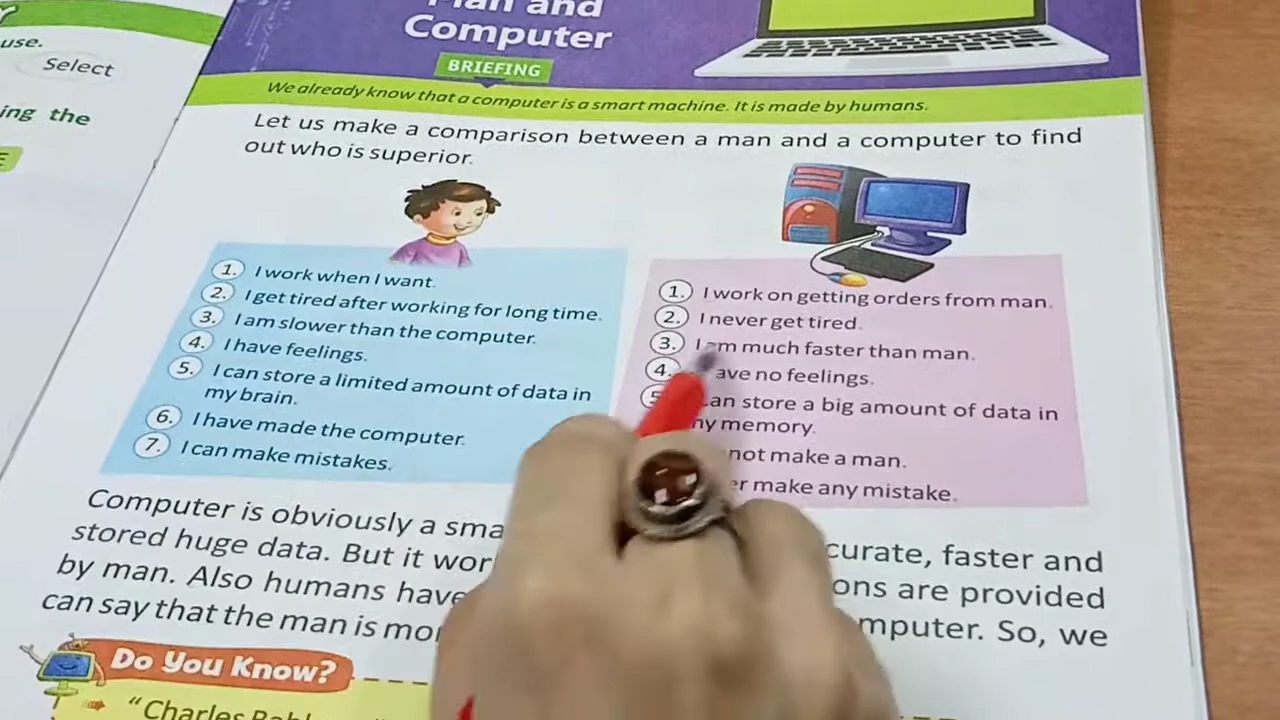 use.
Select
ing the
Man and
Computer
BRIEFING
We already know that a computer is a smart machine. It is made by humans.
Let us make a comparison between a man and a computer to find
out who is superior.
1. I work when I want.
2. I get tired after working for long time.
3. I am slower than the computer.
4. I have feelings.
5. I can store a limited amount of data in
my brain.
6. I have made the computer.
7. I can make mistakes.
1. I work on getting orders from man.
2. I never get tired.
3. I am much faster than man.
4. ave no feelings.
5 can store a big amount of data in
my memory.
not make a man.
er make any mistake.
Computer is obviously a sma curate, faster and
stored huge data. But it wor ons are provided
by man. Also humans have mputer. So, we
can say that the man is mo
Do You Know?
"Charles